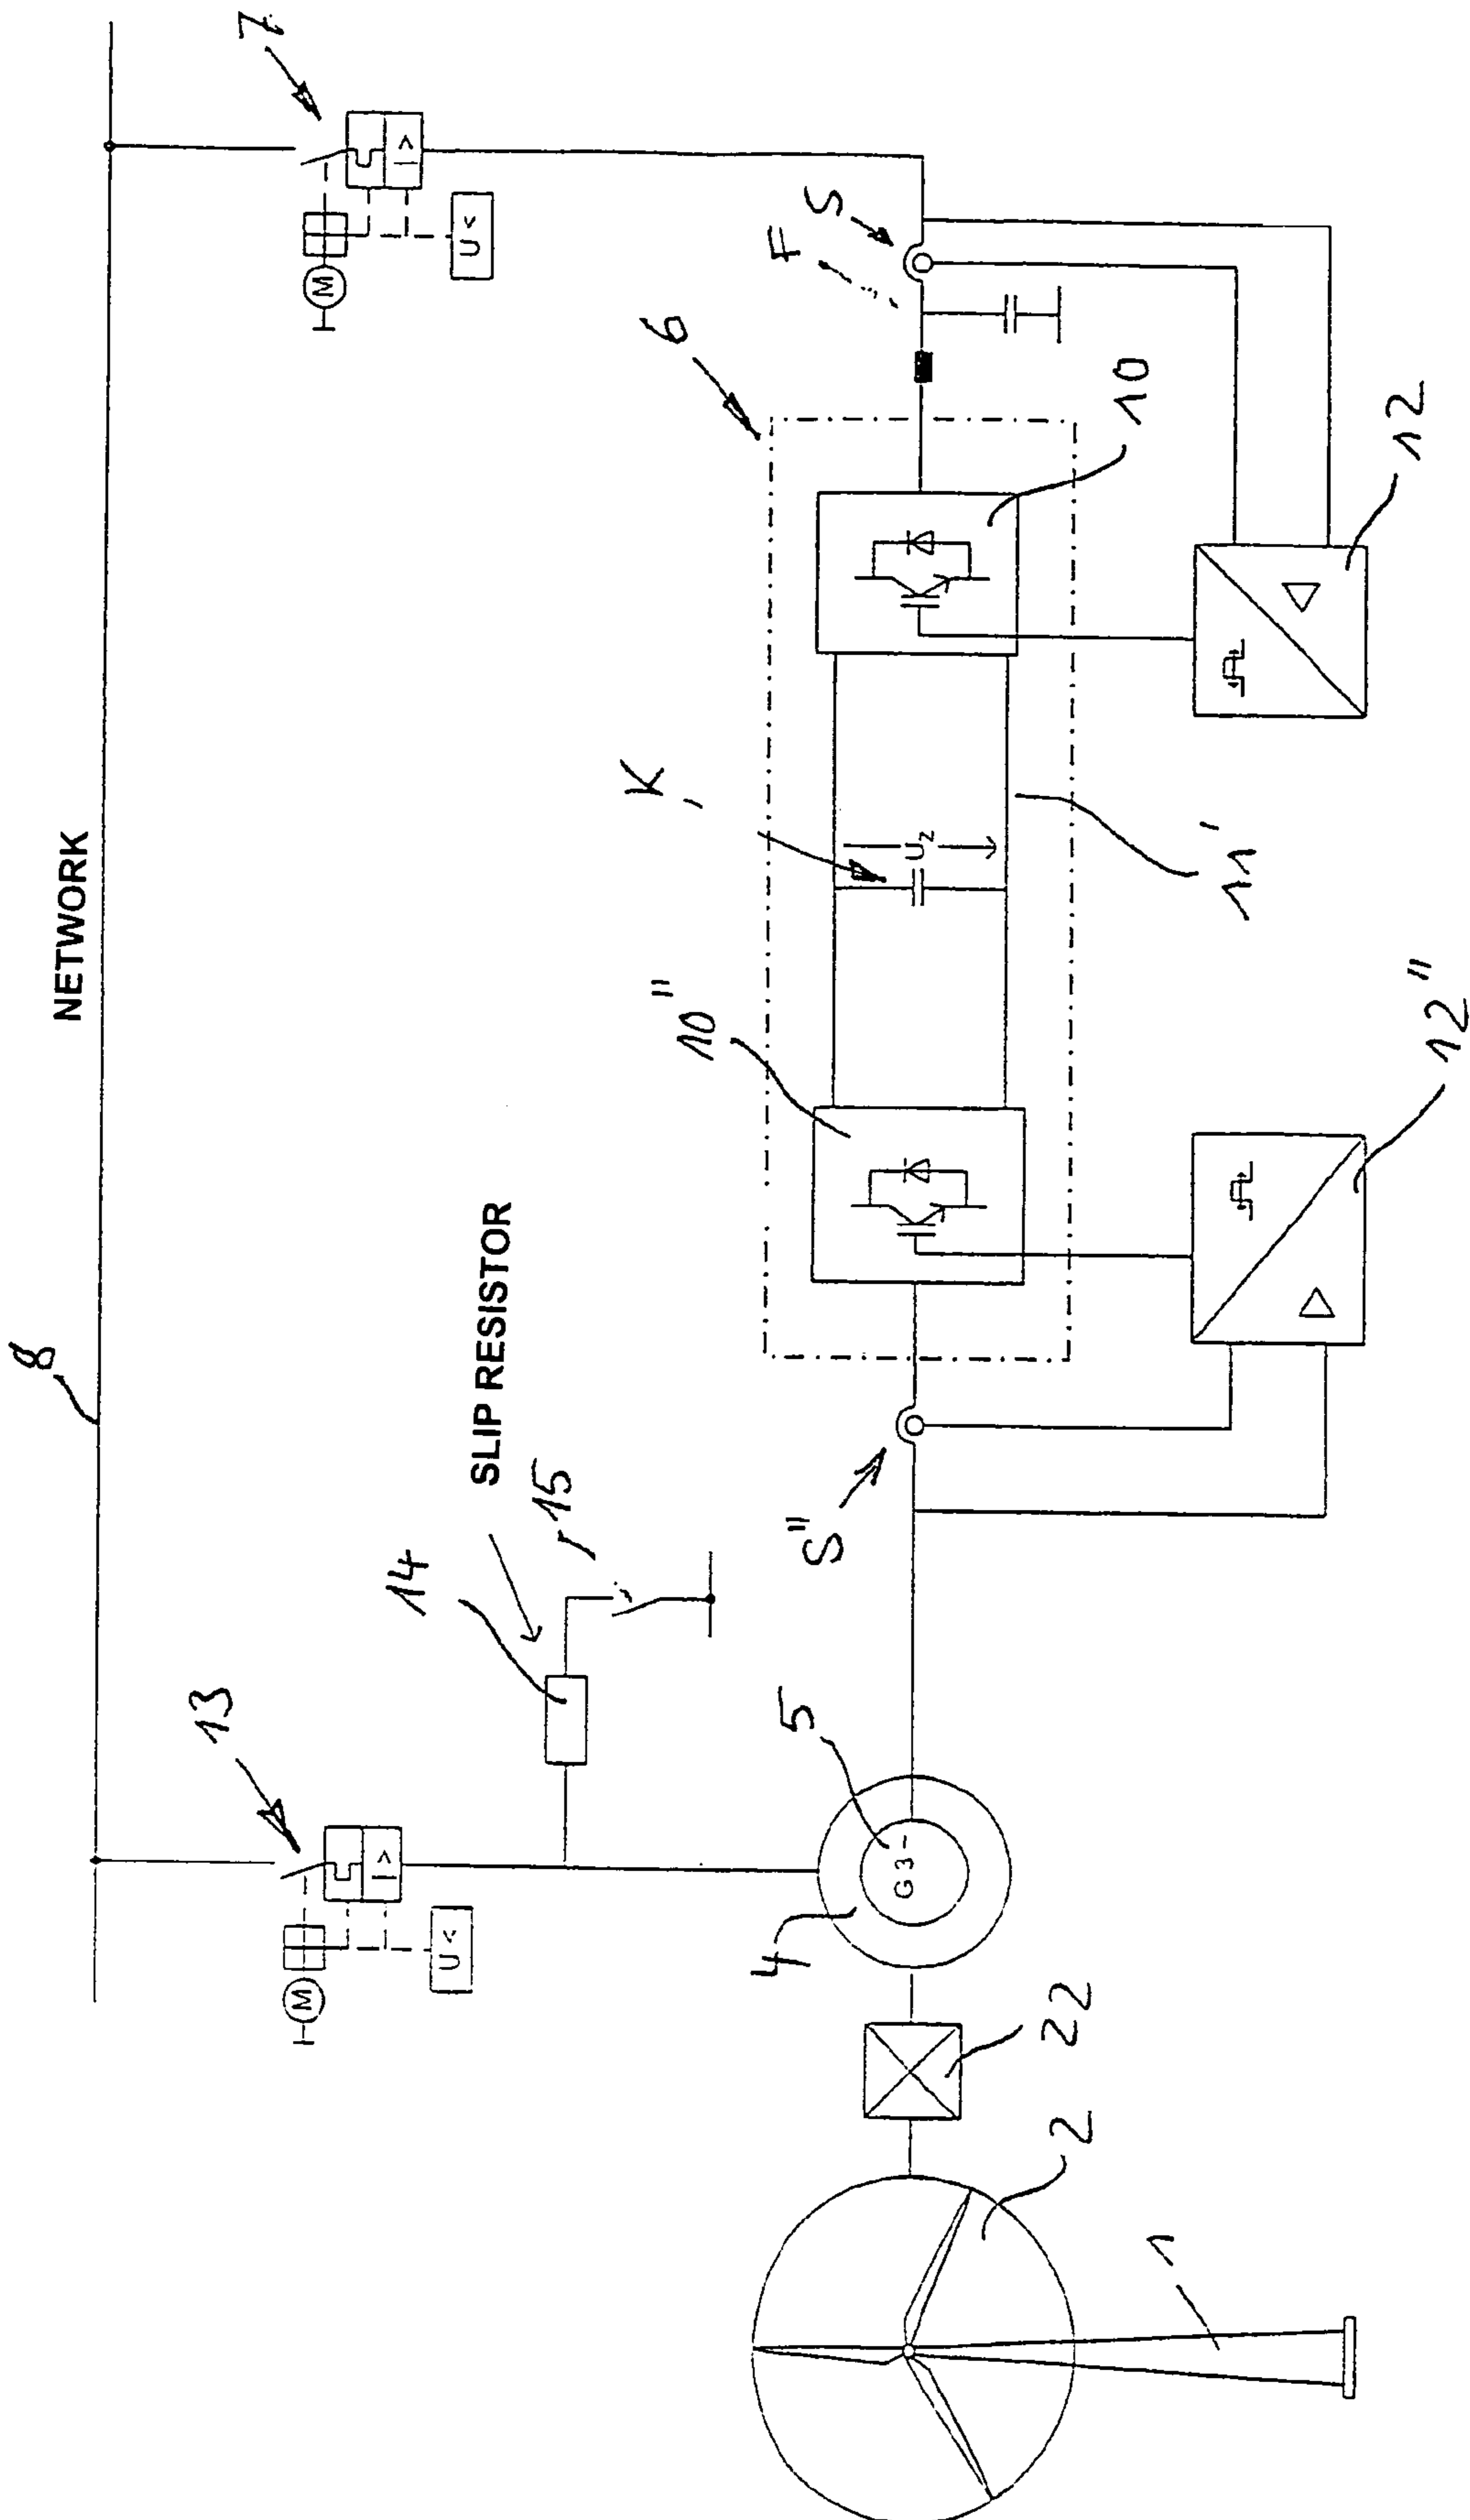 8
NETWORK
7
13
M
U<
I>
14
SLIP RESISTOR
15
M
U<
I>
4
5
G 3~
S"
10"
K
U_Z
6
F
S
10
11'
22
2
1
12"
12